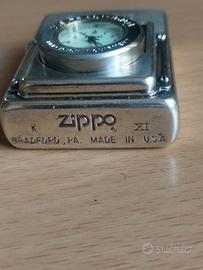 K zippo ® XI
BRADFORD, PA. MADE IN U.S.A.
subito